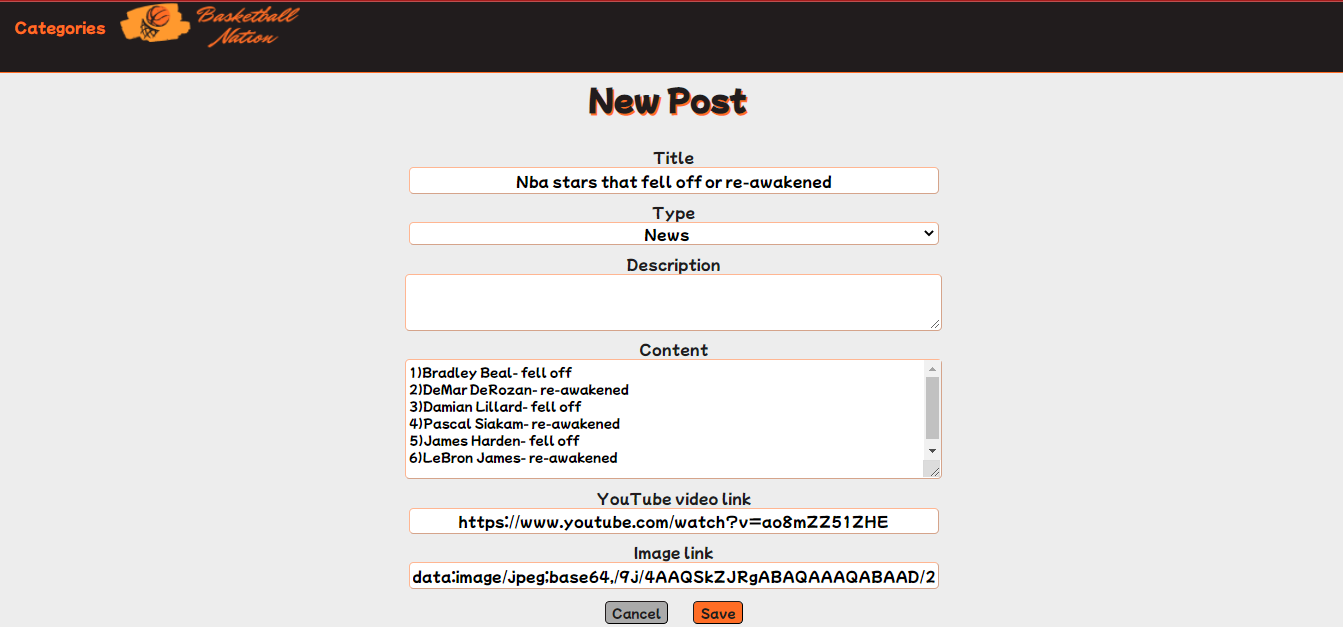 Categories
Basketball
Nation
New Post
Title
Nba stars that fell off or re-awakened
Type
News
Description
Content
1)Bradley Beal- fell off
2)DeMar DeRozan- re-awakened
3)Damian Lillard- fell off
4)Pascal Siakam- re-awakened
5)James Harden- fell off
6)LeBron James- re-awakened
YouTube video link
https://www.youtube.com/watch?v=ao8mZZ51ZHE
Image link
data:image/jpeg;base64,/9j/4AAQSkZJRgABAQAAAQABAAD/2
Cancel
Save